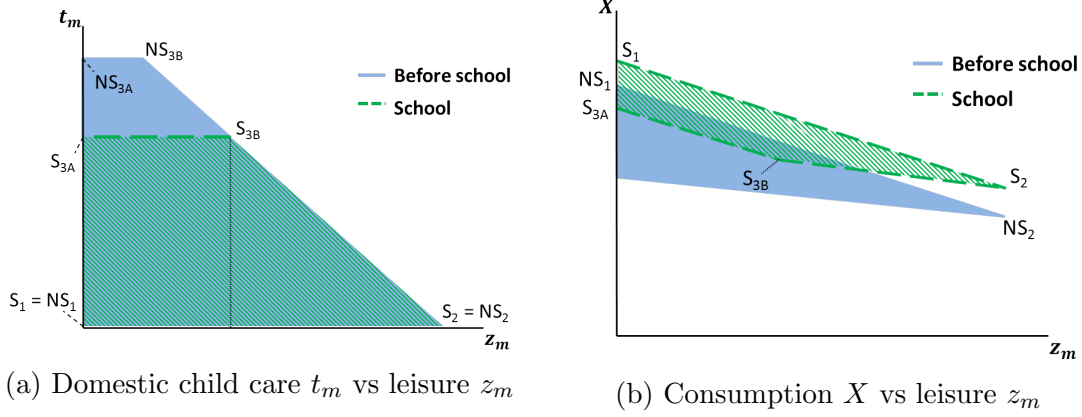 t_m
NS_3B
NS_3A
Before school
School
S_3B
S_3A
S_1 = NS_1
S_2 = NS_2
z_m
(a) Domestic child care t_m vs leisure z_m
X
S_1
NS_1
S_3A
Before school
School
S_3B
S_2
NS_2
z_m
(b) Consumption X vs leisure z_m